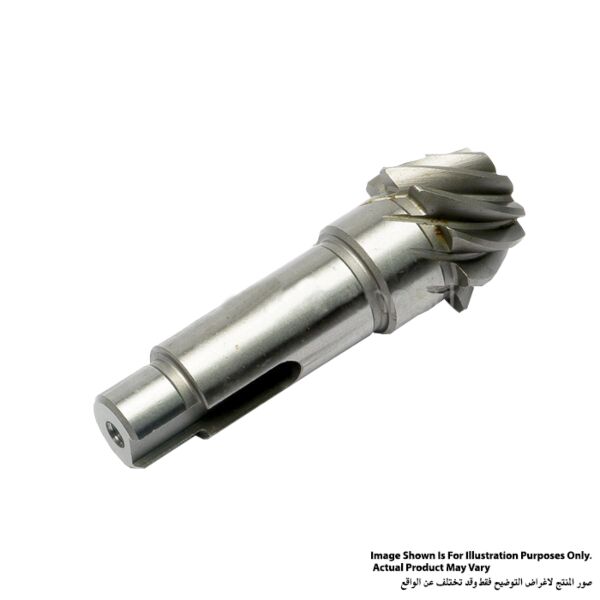 Image Shown Is For Illustration Purposes Only.
Actual Product May Vary
صور المنتج لاغراض التوضيح فقط وقد تختلف عن الواقع